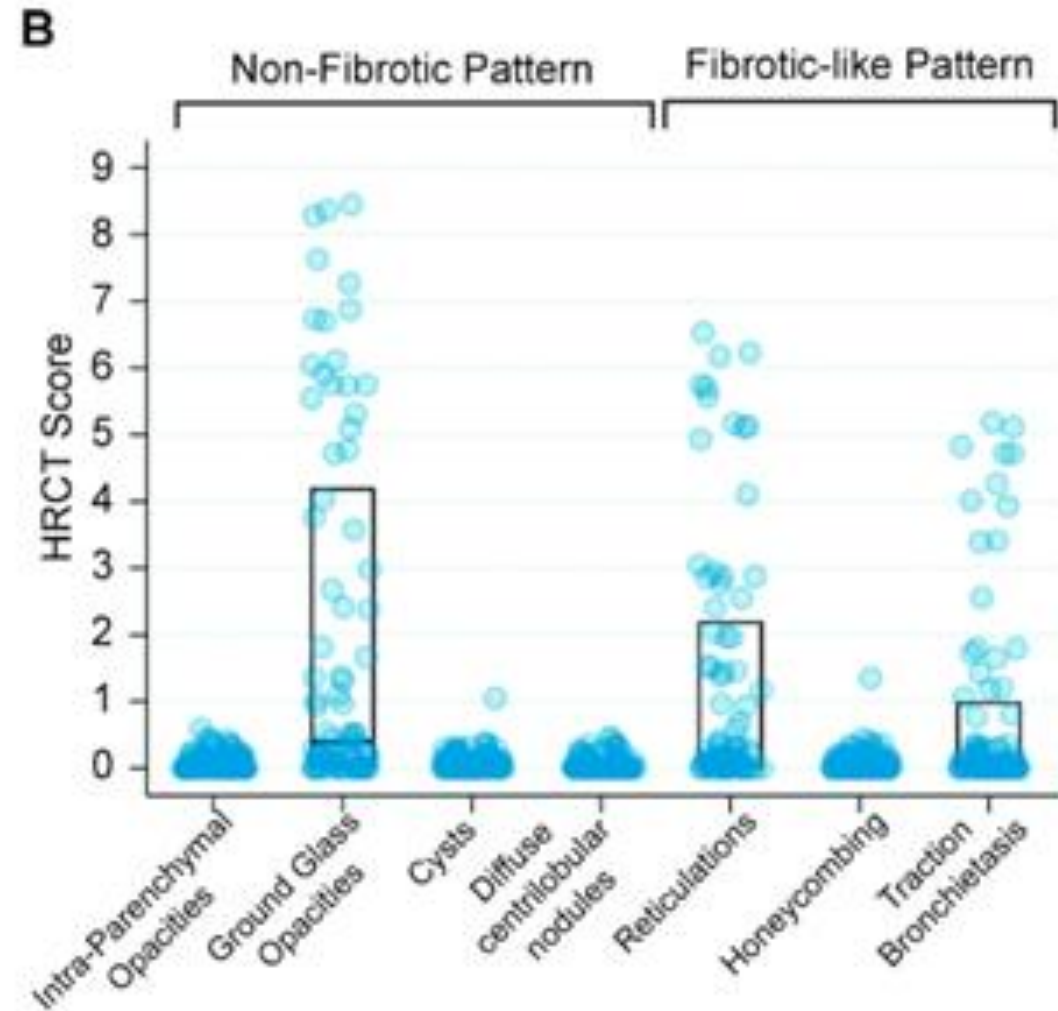 B
Non-Fibrotic Pattern
Fibrotic-like Pattern
HRCT Score
9
8
7
6
5
4
3
2
1
0
Intra-Parenchymal
Opacities
Ground Glass
Opacities
Cysts
Diffuse
centrilobular
nodules
Reticulations
Honeycombing
Traction
Bronchietasis